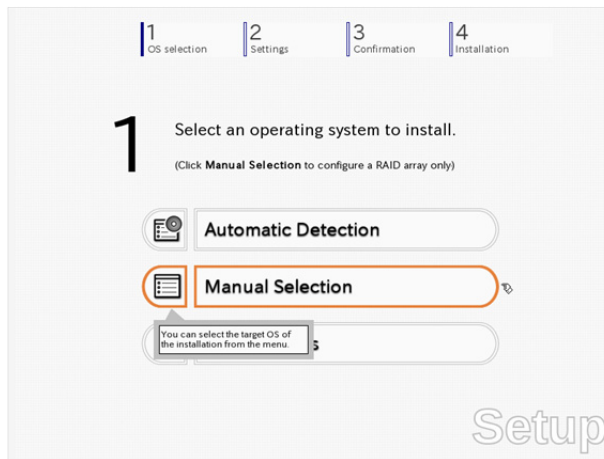 1
OS selection
2
Settings
3
Confirmation
4
Installation
1
Select an operating system to install.
(Click Manual Selection to configure a RAID array only)
Automatic Detection
Manual Selection
You can select the target OS of
the installation from the menu.
Setup